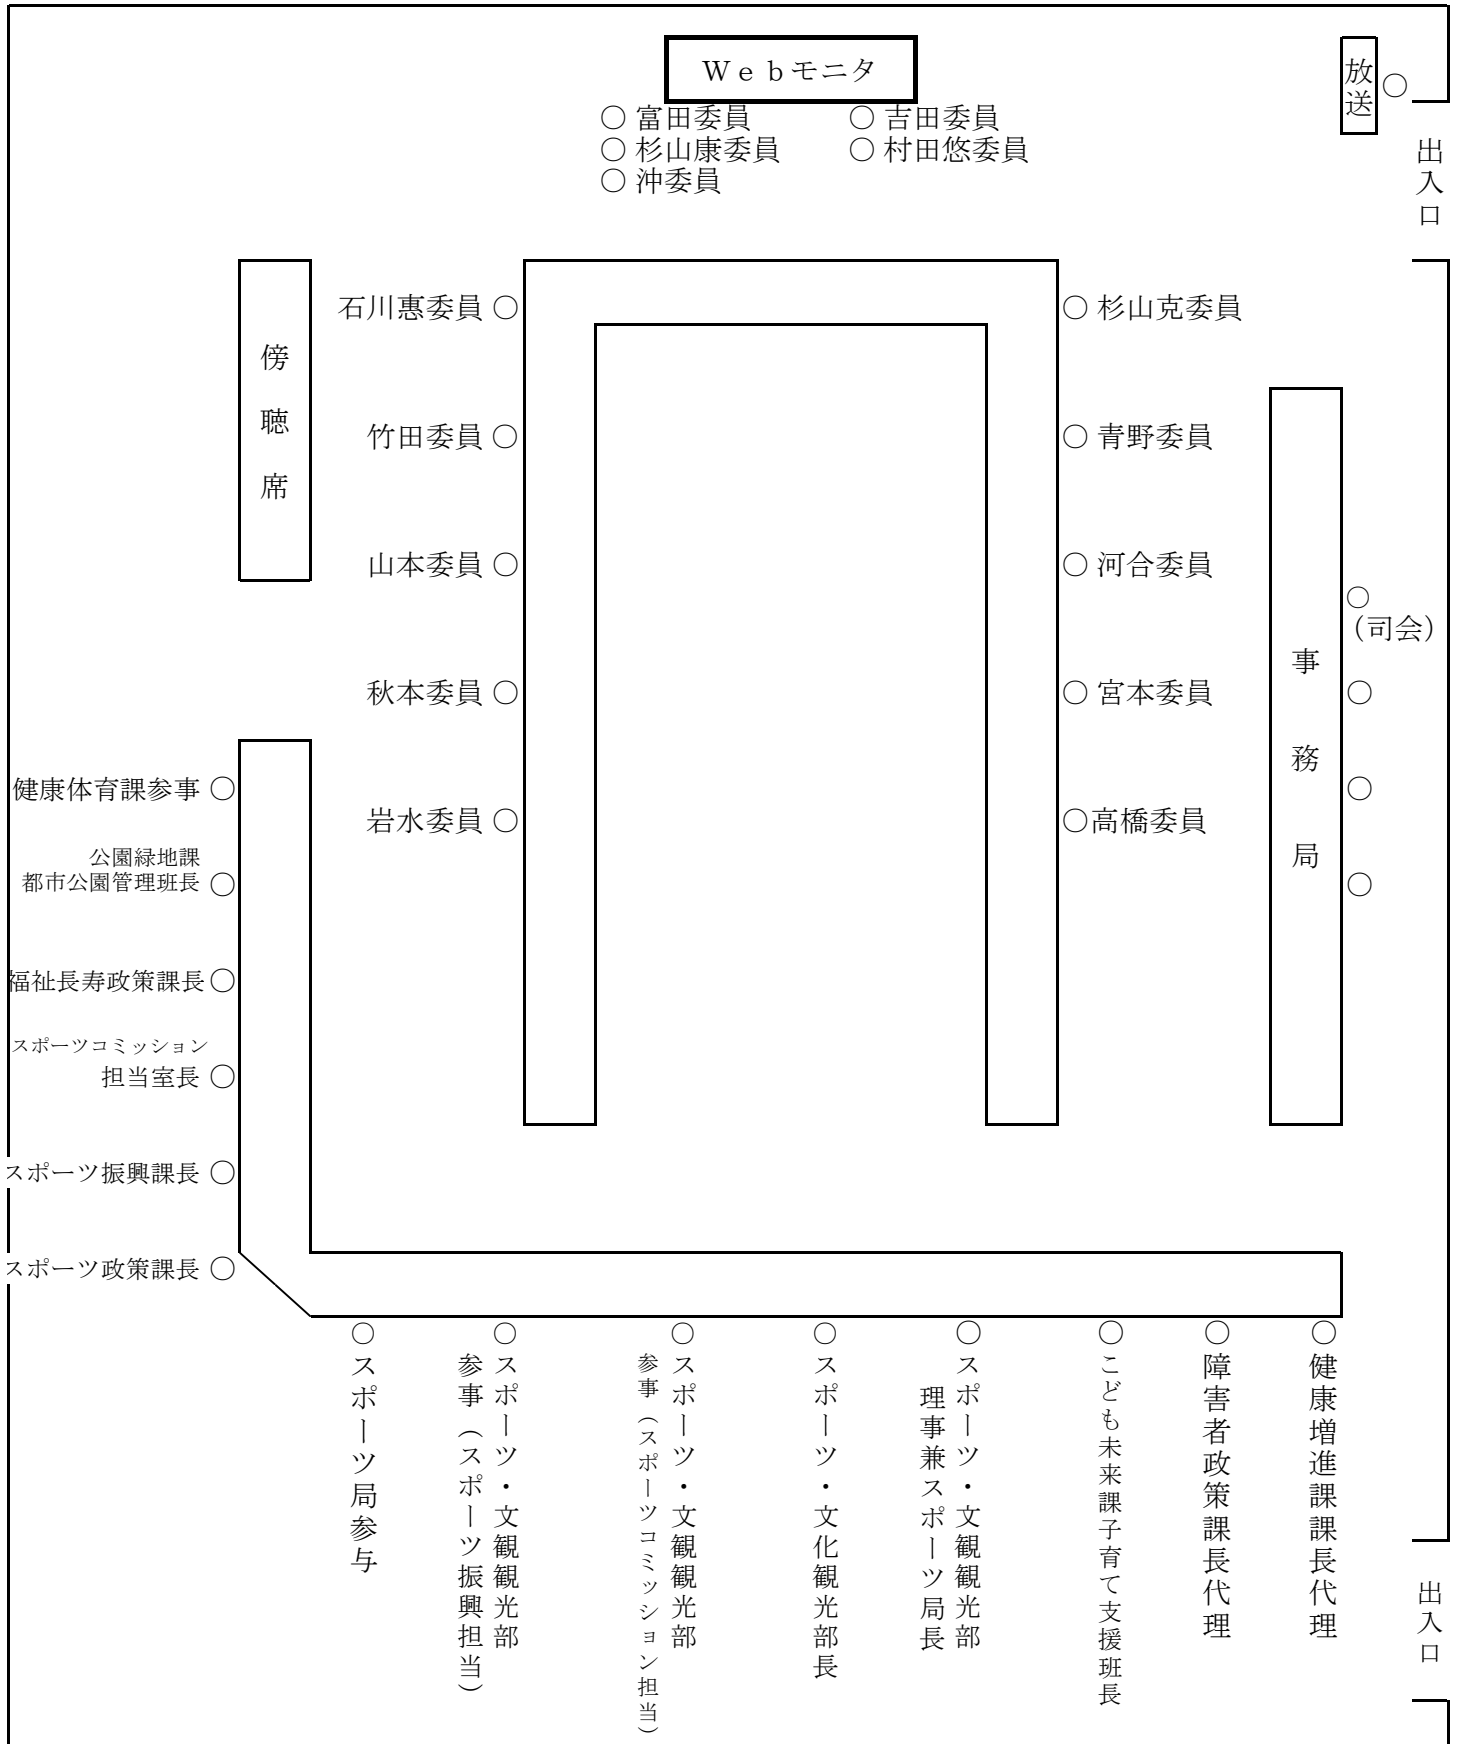 Ｗｅｂモニタ
放送 ○
○ 富田委員
○ 吉田委員
○ 杉山康委員
○ 村田悠委員
○ 沖委員
出入口
傍聴席
石川惠委員 ○
竹田委員 ○
山本委員 ○
秋本委員 ○
岩水委員 ○
○ 杉山克委員
○ 青野委員
○ 河合委員
○ 宮本委員
○高橋委員
事務局
○
（司会）
○
○
○
健康体育課参事 ○
公園緑地課
都市公園管理班長 ○
福祉長寿政策課長 ○
スポーツコミッション
担当室長 ○
スポーツ振興課長 ○
スポーツ政策課長 ○
○スポーツ局参与
○スポーツ・文観観光部
参事（スポーツ振興担当）
○スポーツ・文観観光部
参事（スポーツコミッション担当）
○スポーツ・文化観光部長
○スポーツ・文観観光部
理事兼スポーツ局長
○こども未来課子育て支援班長
○障害者政策課長代理
○健康増進課課長代理
出入口